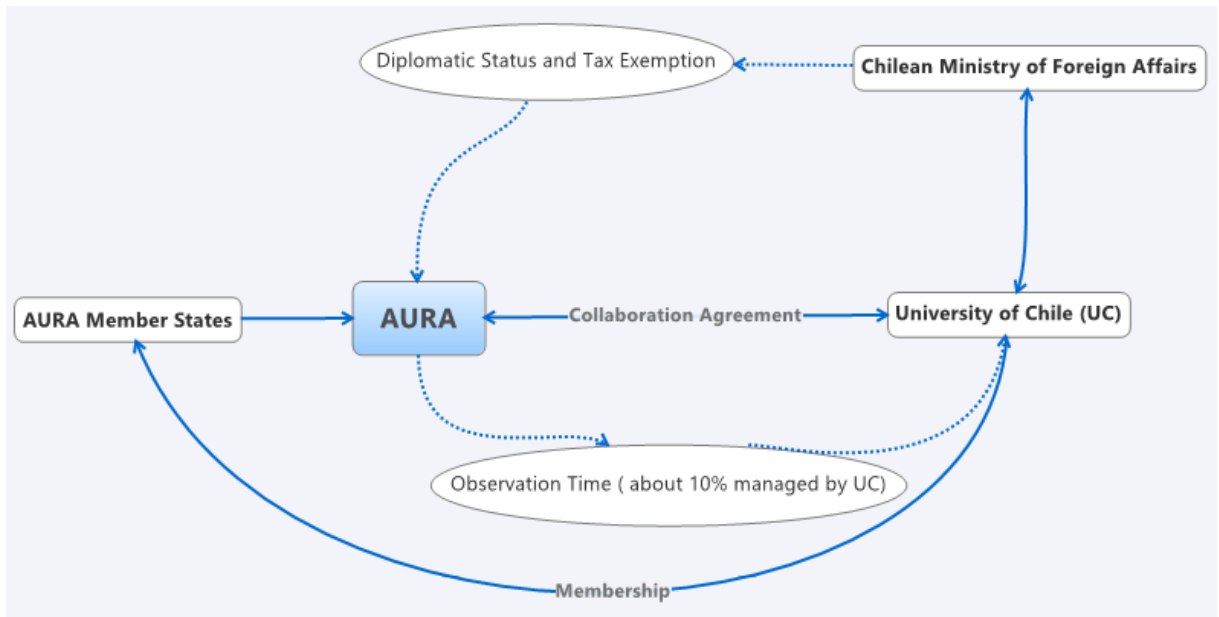 Diplomatic Status and Tax Exemption
Chilean Ministry of Foreign Affairs
AURA Member States
AURA
Collaboration Agreement
University of Chile (UC)
Observation Time ( about 10% managed by UC)
Membership